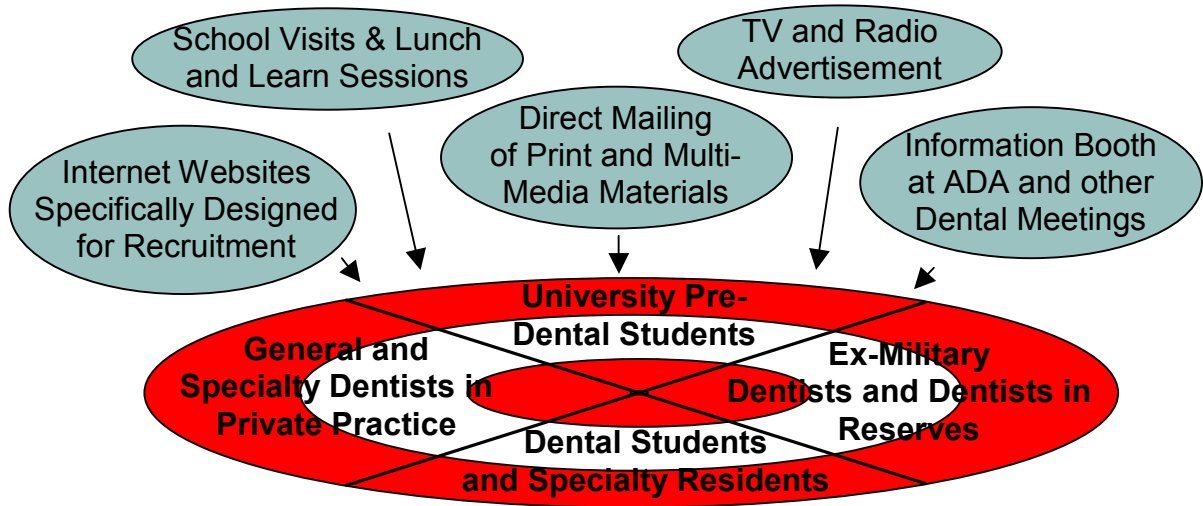 School Visits & Lunch
and Learn Sessions
TV and Radio
Advertisement
Internet Websites
Specifically Designed
for Recruitment
Direct Mailing
of Print and Multi-
Media Materials
Information Booth
at ADA and other
Dental Meetings
University Pre-
Dental Students
General and
Specialty Dentists in
Private Practice
Ex-Military
Dentists and Dentists in
Reserves
Dental Students
and Specialty Residents